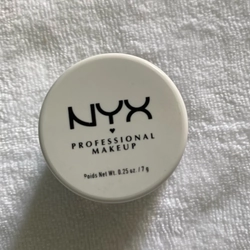 NYX
PROFESSIONAL
MAKEUP
Poids Net Wt. 0.25 oz. / 7 g